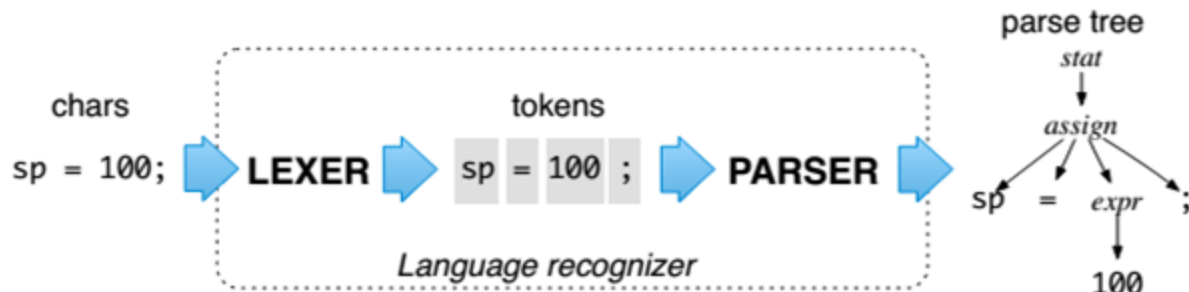 chars
sp = 100;
LEXER
tokens
sp = 100 ;
PARSER
Language recognizer
parse tree
stat
assign
sp = expr ;
100